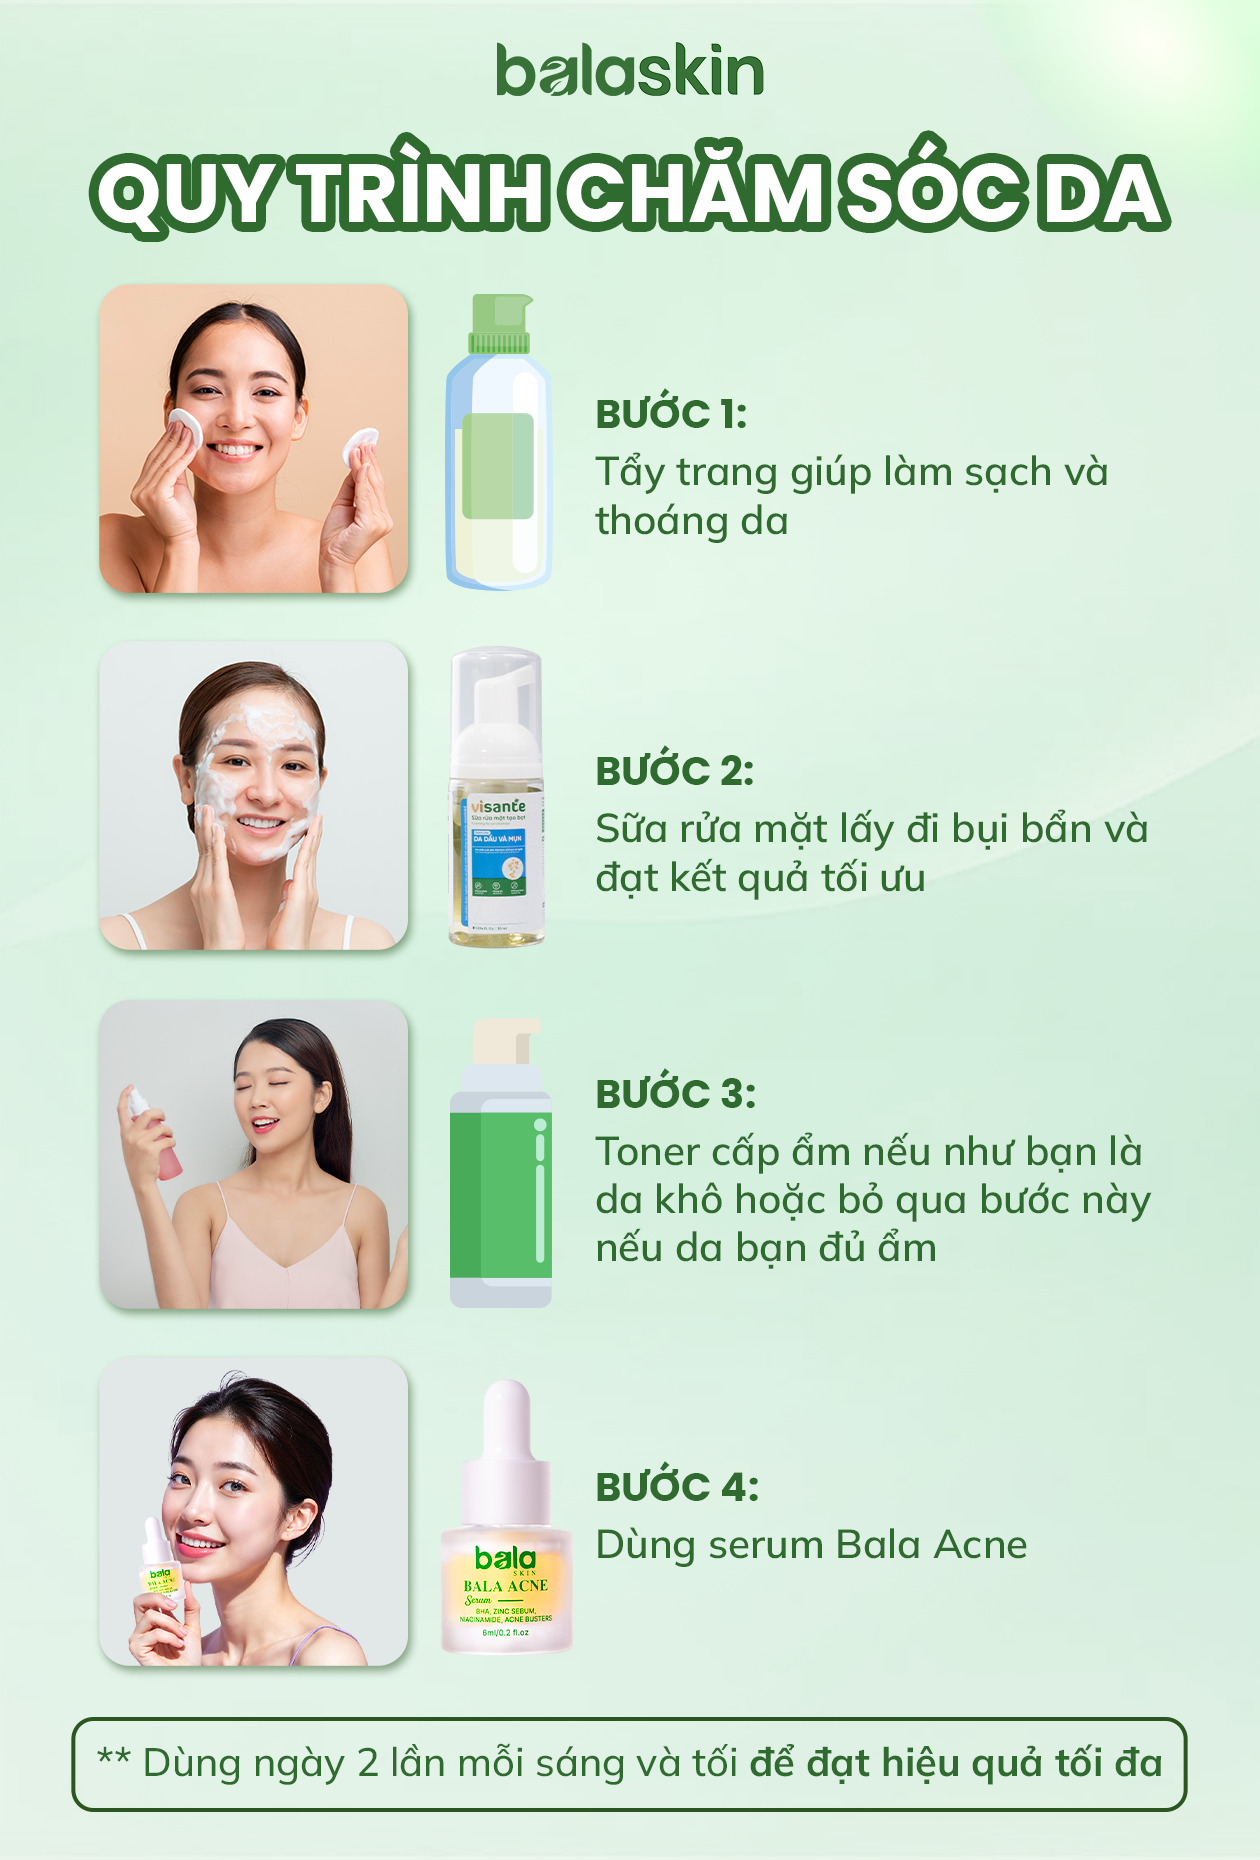 balaskin
QUY TRÌNH CHĂM SÓC DA
BƯỚC 1:
Tẩy trang giúp làm sạch và
thoáng da
visante
Sữa rửa mặt tạo bọt
DA DẦU VÀ MỤN
BƯỚC 2:
Sữa rửa mặt lấy đi bụi bẩn và
đạt kết quả tối ưu
BƯỚC 3:
Toner cấp ẩm nếu như bạn là
da khô hoặc bỏ qua bước này
nếu da bạn đủ ẩm
bala
BALA ACNE
bala
SKIN
BALA ACNE
Serum
BHA, ZINC SEBUM,
NIACINAMIDE, ACNE BUSTERS
6ml/0.2 fl.oz
BƯỚC 4:
Dùng serum Bala Acne
** Dùng ngày 2 lần mỗi sáng và tối để đạt hiệu quả tối đa